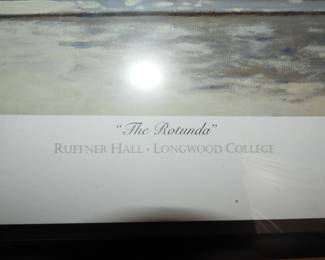 "The Rotunda"
RUFFNER HALL • LONGWOOD COLLEGE